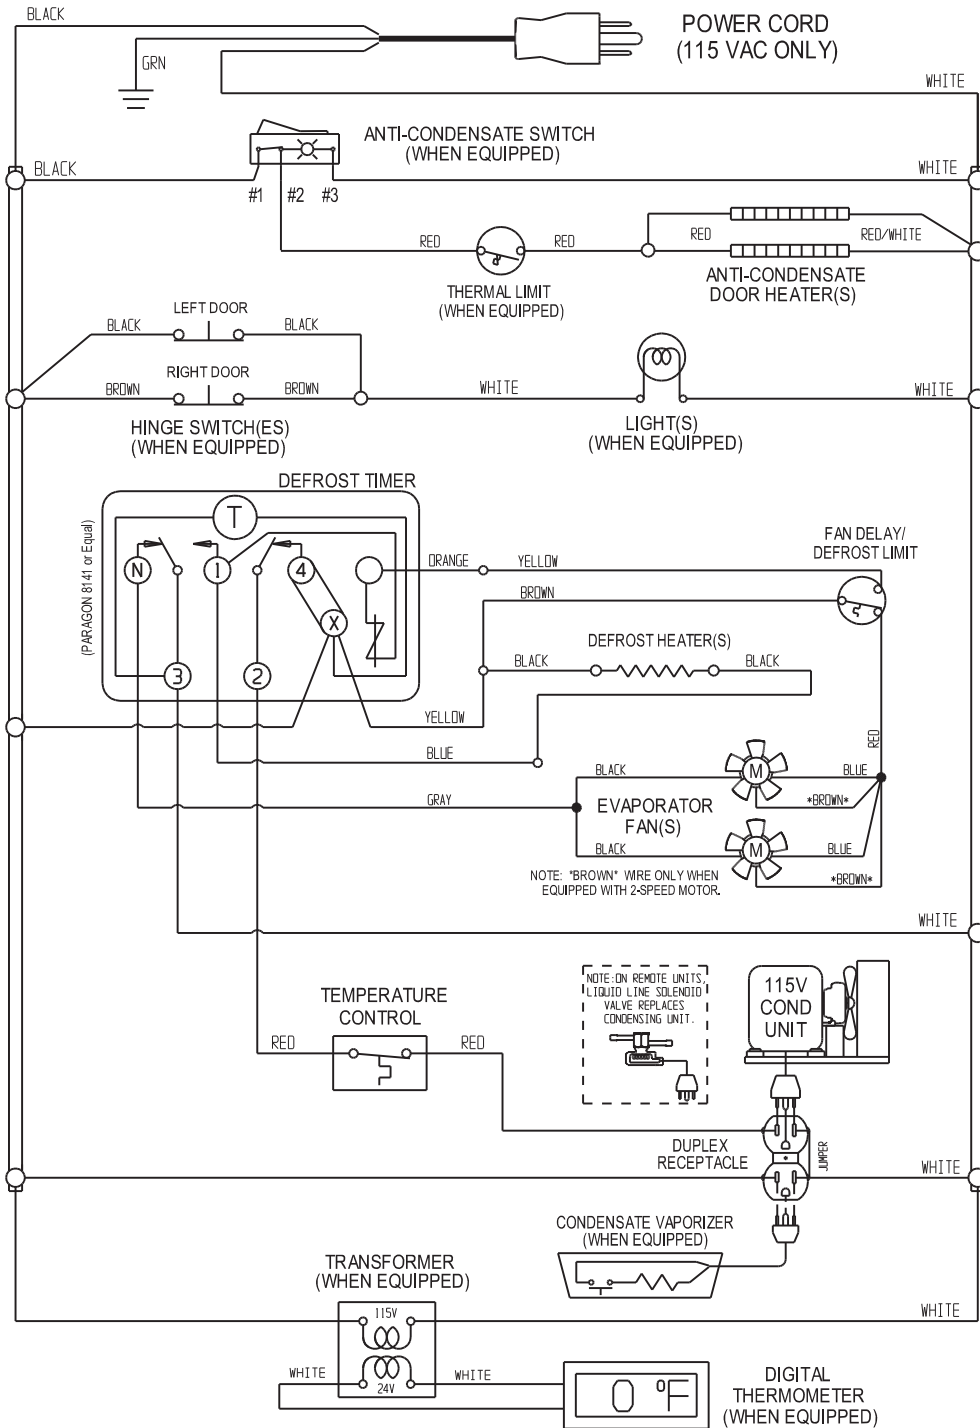 BLACK
POWER CORD
(115 VAC ONLY)
GRN
WHITE
ANTI-CONDENSATE SWITCH
(WHEN EQUIPPED)
BLACK
WHITE
#1 #2 #3
RED
RED
RED
RED/WHITE
THERMAL LIMIT
(WHEN EQUIPPED)
ANTI-CONDENSATE
DOOR HEATER(S)
LEFT DOOR
BLACK
BLACK
RIGHT DOOR
BROWN
BROWN
WHITE
WHITE
HINGE SWITCH(ES)
(WHEN EQUIPPED)
LIGHT(S)
(WHEN EQUIPPED)
DEFROST TIMER
(PARAGON 8141 or Equal)
T
N
1
4
X
3
2
ORANGE
YELLOW
FAN DELAY/
DEFROST LIMIT
BROWN
DEFROST HEATER(S)
BLACK
BLACK
YELLOW
BLUE
RED
GRAY
BLACK
M
BLUE
*BROWN*
EVAPORATOR
FAN(S)
BLACK
M
BLUE
*BROWN*
NOTE: "BROWN" WIRE ONLY WHEN
EQUIPPED WITH 2-SPEED MOTOR.
WHITE
NOTE:ON REMOTE UNITS,
LIQUID LINE SOLENOID
VALVE REPLACES
CONDENSING UNIT.
115V
COND
UNIT
TEMPERATURE
CONTROL
RED
RED
DUPLEX
RECEPTACLE
JUMPER
WHITE
CONDENSATE VAPORIZER
(WHEN EQUIPPED)
TRANSFORMER
(WHEN EQUIPPED)
115V
WHITE
WHITE
24V
WHITE
0 °F
DIGITAL
THERMOMETER
(WHEN EQUIPPED)